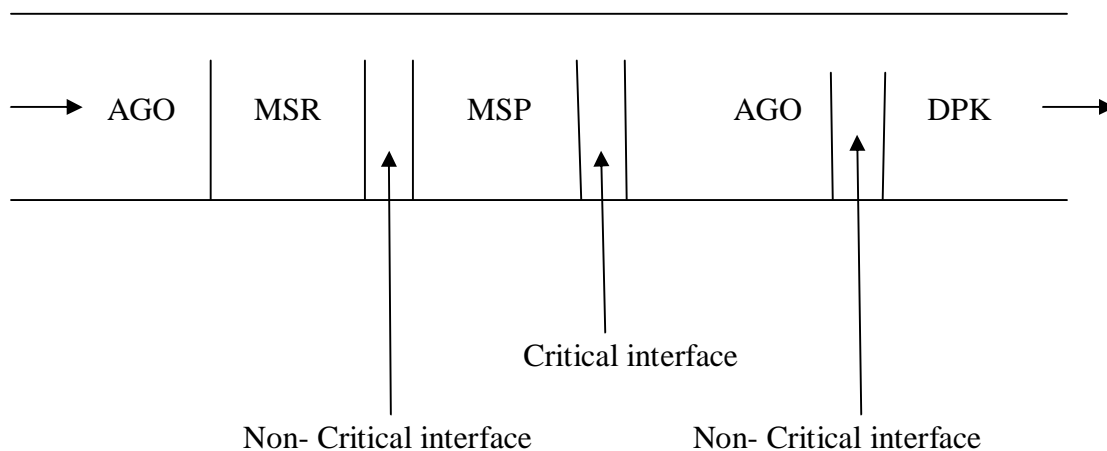 AGO MSR MSP AGO DPK
Critical interface
Non- Critical interface Non- Critical interface